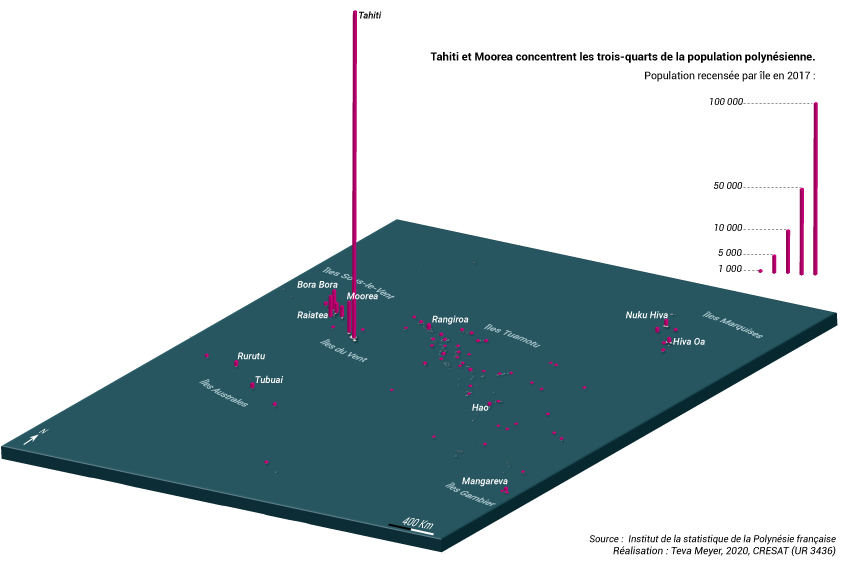 Tahiti
Tahiti et Moorea concentrent les trois-quarts de la population polynésienne.
Population recensée par île en 2017 :
100 000
50 000
10 000
5 000
1 000
Îles Sous-le-Vent
Bora Bora
Moorea
Raiatea
Îles du Vent
Rangiroa
Îles Tuamotu
Nuku Hiva
Îles Marquises
Hiva Oa
Rurutu
Tubuai
Îles Australes
Hao
Mangareva
Îles Gambier
N
400 Km
Source : Institut de la statistique de la Polynésie française
Réalisation : Teva Meyer, 2020, CRESAT (UR 3436)